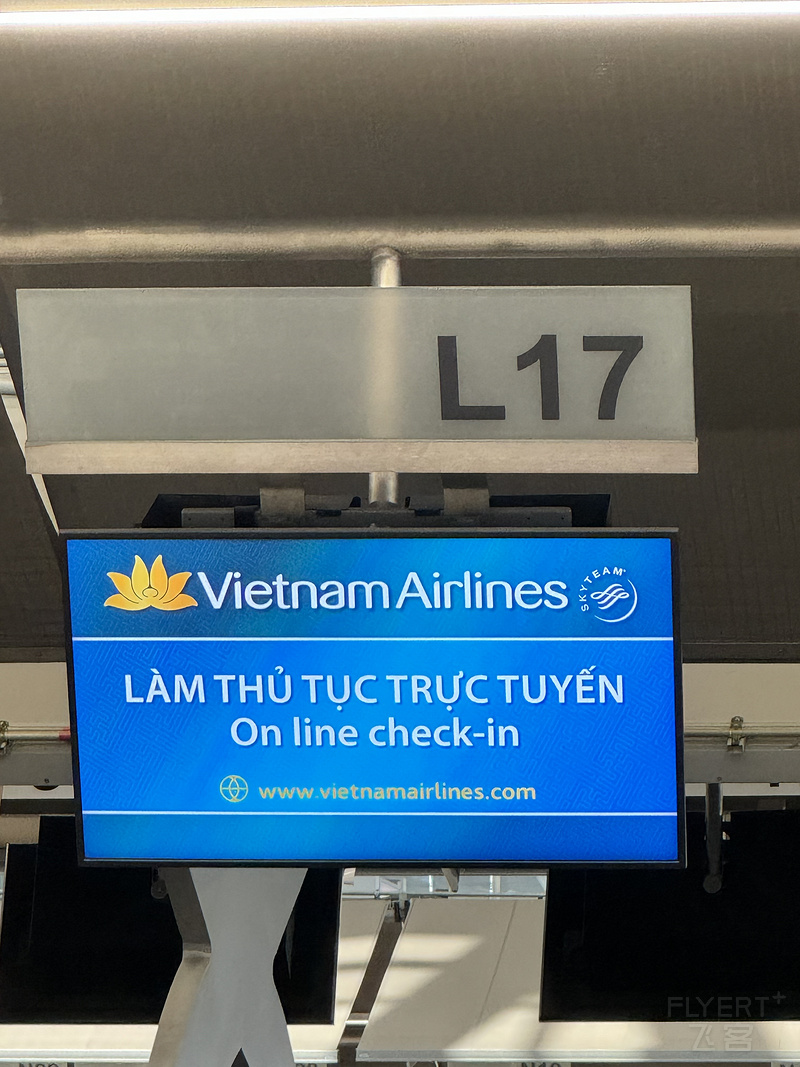 L17
Vietnam Airlines SKYTEAM
LÀM THỦ TỤC TRỰC TUYẾN
On line check-in
www.vietnamairlines.com
FLYERT+
飞客